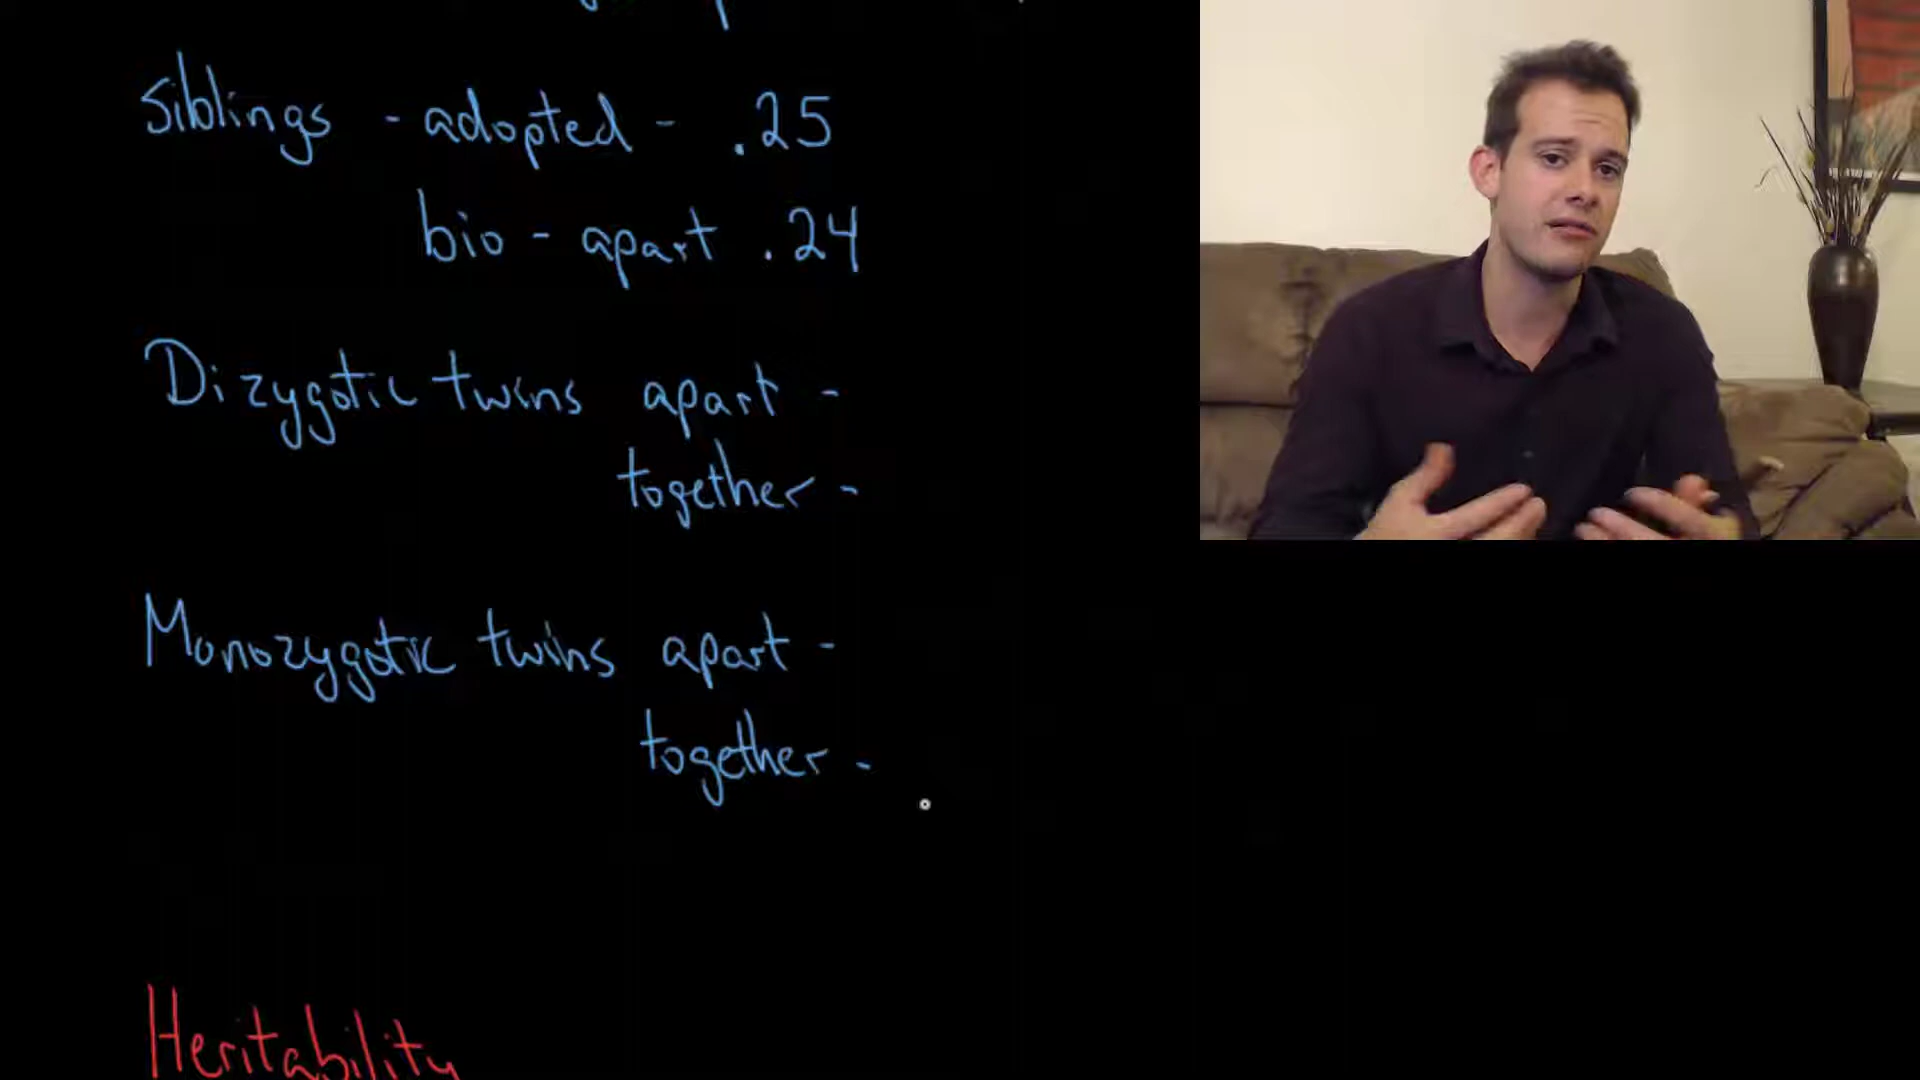 Siblings - adopted - .25
bio - apart .24
Dizygotic twins apart -
together -
Monozygotic twins apart -
together -
Heritability